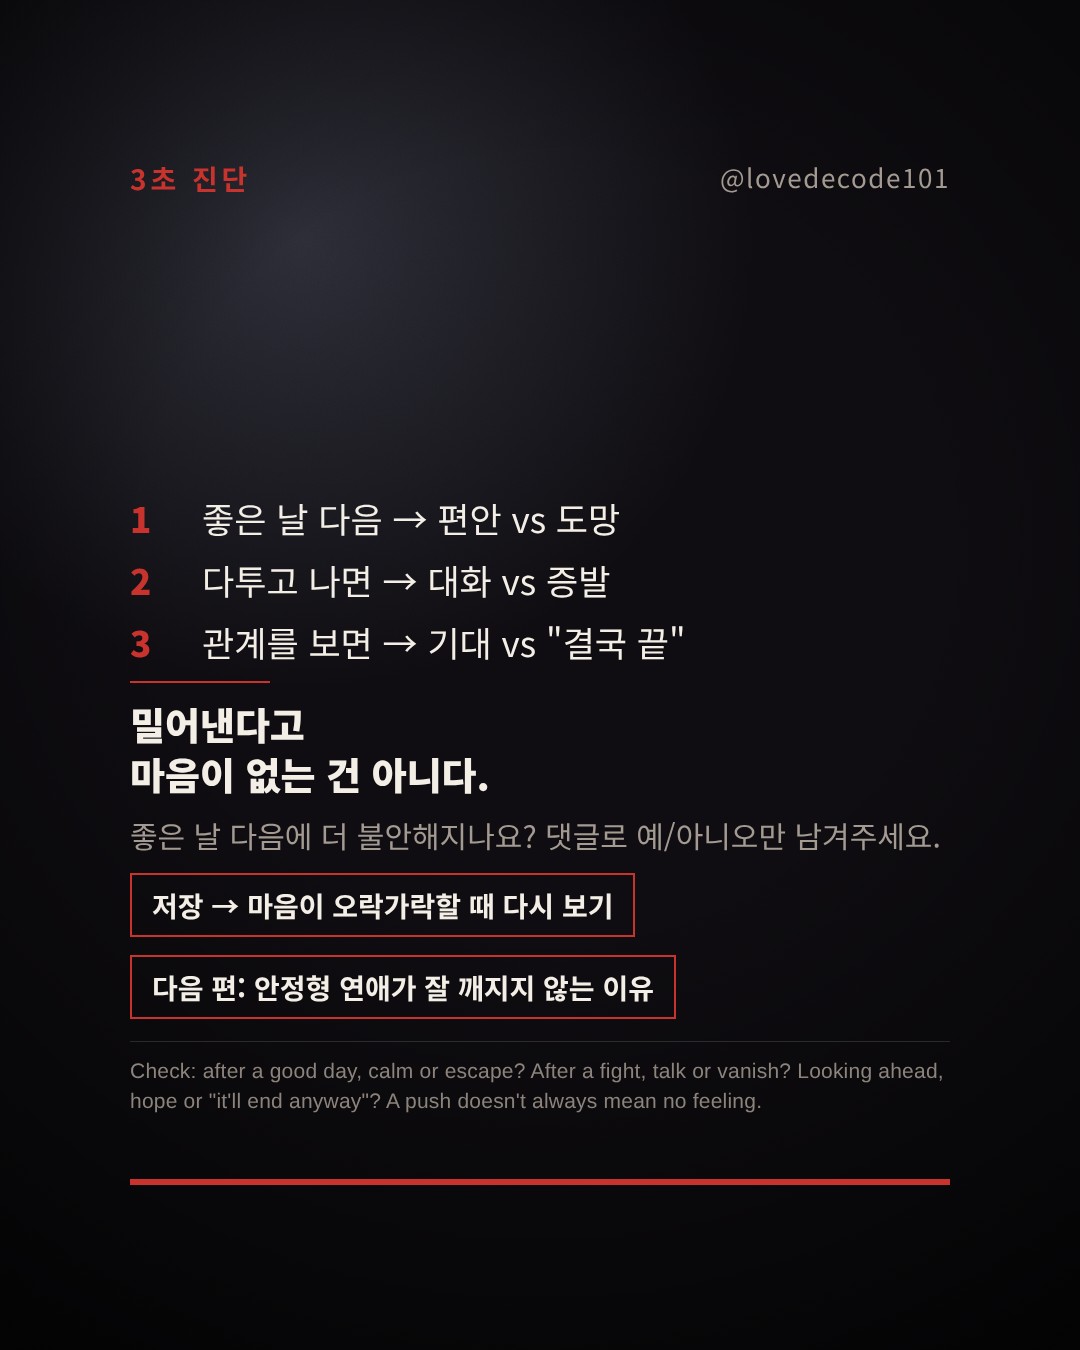 3초 진단
@lovedecode101
1 좋은 날 다음 → 편안 vs 도망
2 다투고 나면 → 대화 vs 증발
3 관계를 보면 → 기대 vs "결국 끝"
밀어낸다고
마음이 없는 건 아니다.
좋은 날 다음에 더 불안해지나요? 댓글로 예/아니오만 남겨주세요.
저장 → 마음이 오락가락할 때 다시 보기
다음 편: 안정형 연애가 잘 깨지지 않는 이유
Check: after a good day, calm or escape? After a fight, talk or vanish? Looking ahead,
hope or "it'll end anyway"? A push doesn't always mean no feeling.